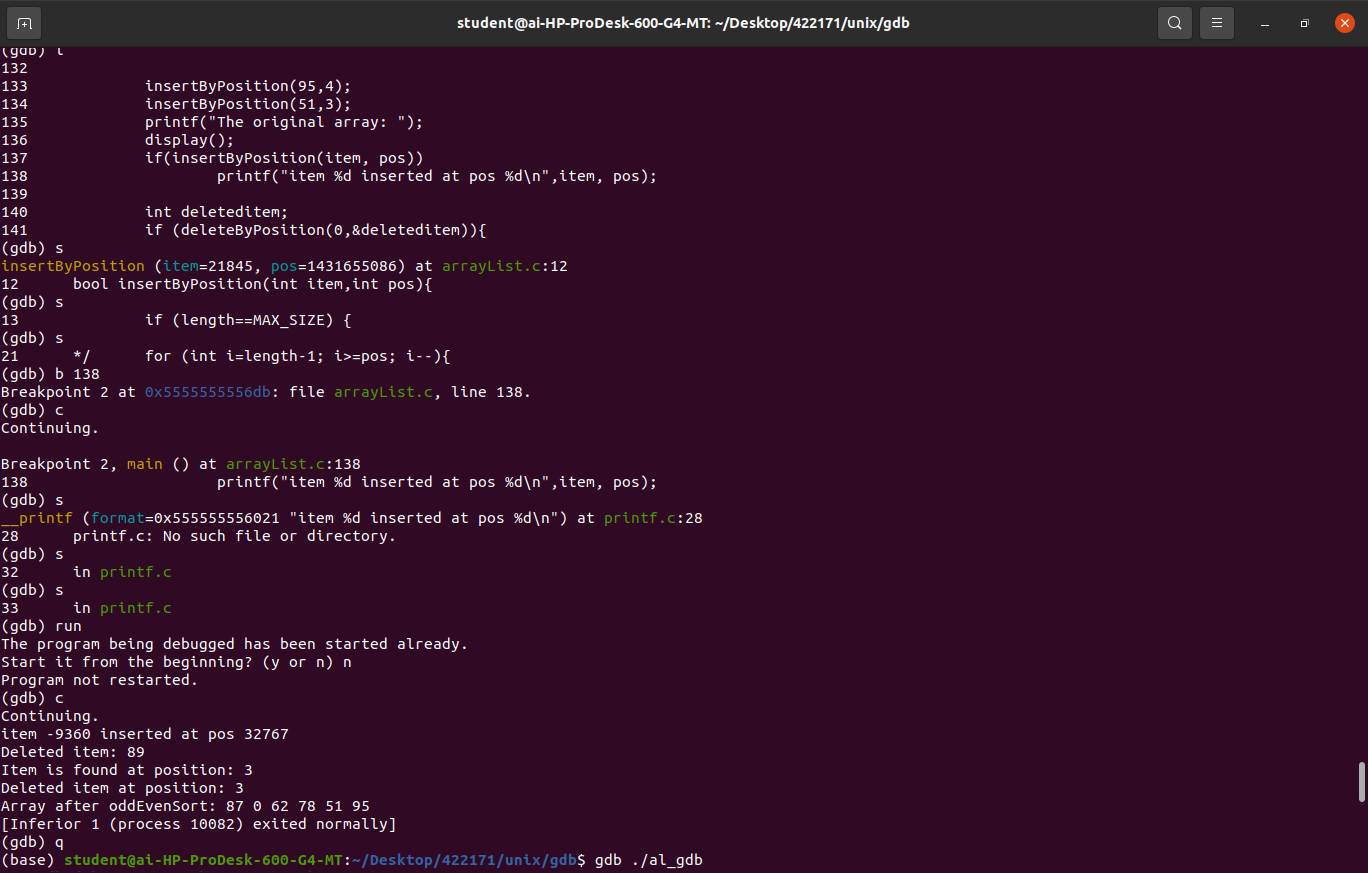 student@ai-HP-ProDesk-600-G4-MT: ~/Desktop/422171/unix/gdb
(gdb) l
132
133             insertByPosition(95,4);
134             insertByPosition(51,3);
135             printf("The original array: ");
136             display();
137             if(insertByPosition(item, pos))
138                     printf("item %d inserted at pos %d\n",item, pos);
139
140             int deleteditem;
141             if (deleteByPosition(0,&deleteditem)){
(gdb) s
insertByPosition (item=21845, pos=1431655086) at arrayList.c:12
12      bool insertByPosition(int item,int pos){
(gdb) s
13              if (length==MAX_SIZE) {
(gdb) s
21      */      for (int i=length-1; i>=pos; i--){
(gdb) b 138
Breakpoint 2 at 0x5555555556db: file arrayList.c, line 138.
(gdb) c
Continuing.

Breakpoint 2, main () at arrayList.c:138
138                     printf("item %d inserted at pos %d\n",item, pos);
(gdb) s
__printf (format=0x555555556021 "item %d inserted at pos %d\n") at printf.c:28
28      printf.c: No such file or directory.
(gdb) s
32      in printf.c
(gdb) s
33      in printf.c
(gdb) run
The program being debugged has been started already.
Start it from the beginning? (y or n) n
Program not restarted.
(gdb) c
Continuing.
item -9360 inserted at pos 32767
Deleted item: 89
Item is found at position: 3
Deleted item at position: 3
Array after oddEvenSort: 87 0 62 78 51 95
[Inferior 1 (process 10082) exited normally]
(gdb) q
(base) student@ai-HP-ProDesk-600-G4-MT:~/Desktop/422171/unix/gdb$ gdb ./al_gdb